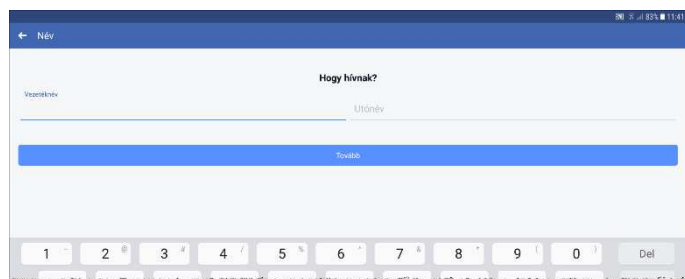 83% 11:41
Név
Hogy hívnak?
Vezetéknév
Utónév
Tovább
1 2 3 4 5 6 7 8 9 0 Del